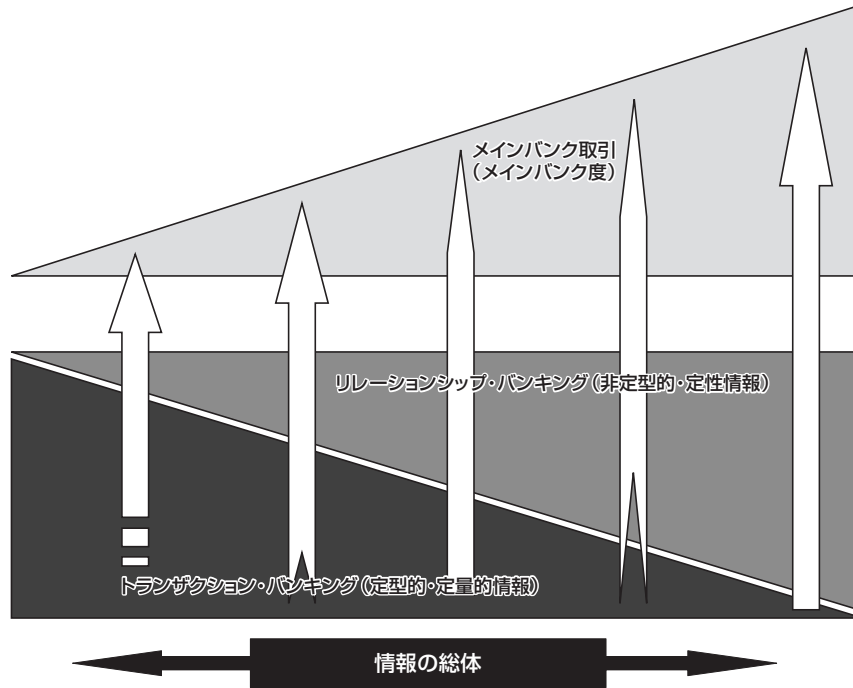 メインバンク取引
（メインバンク度）
リレーションシップ・バンキング（非定型的・定性情報）
トランザクション・バンキング（定型的・定量的情報）
情報の総体